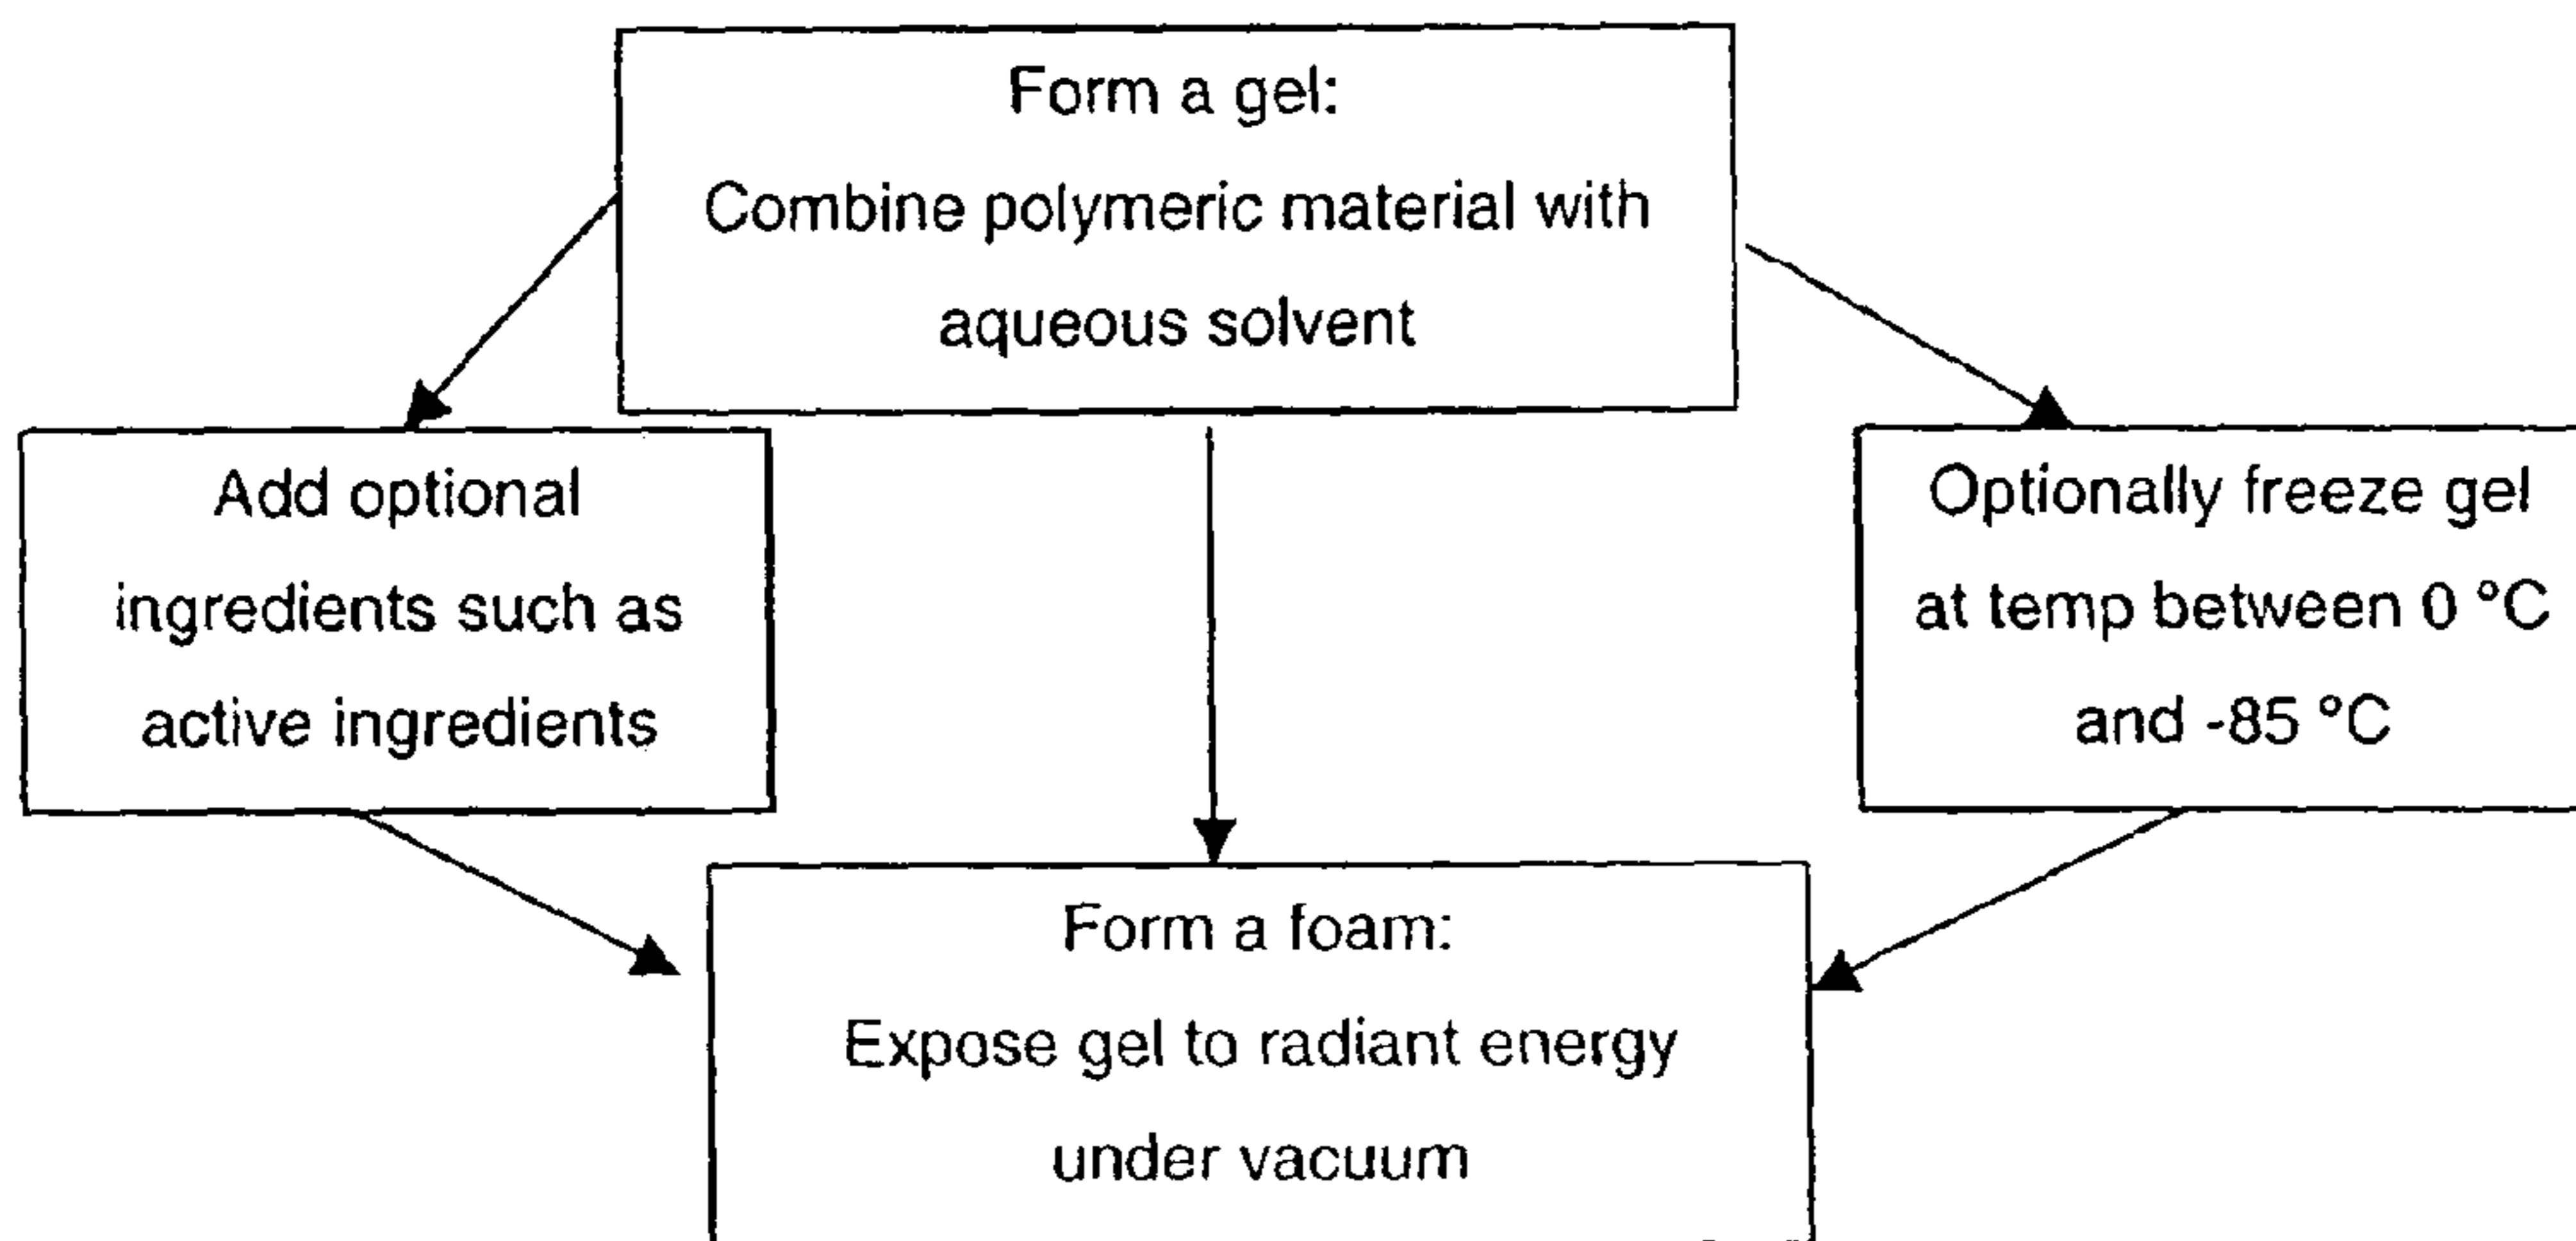 Form a gel:
Combine polymeric material with
aqueous solvent
Add optional
ingredients such as
active ingredients
Optionally freeze gel
at temp between 0 °C
and -85 °C
Form a foam:
Expose gel to radiant energy
under vacuum